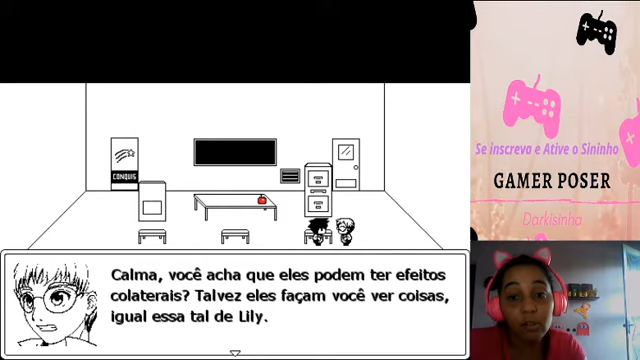 CONQUIS
Calma, você acha que eles podem ter efeitos
colaterais? Talvez eles façam você ver coisas,
igual essa tal de Lily.
Se inscreva e Ative o Sininho
GAMER POSER
Darkisinha